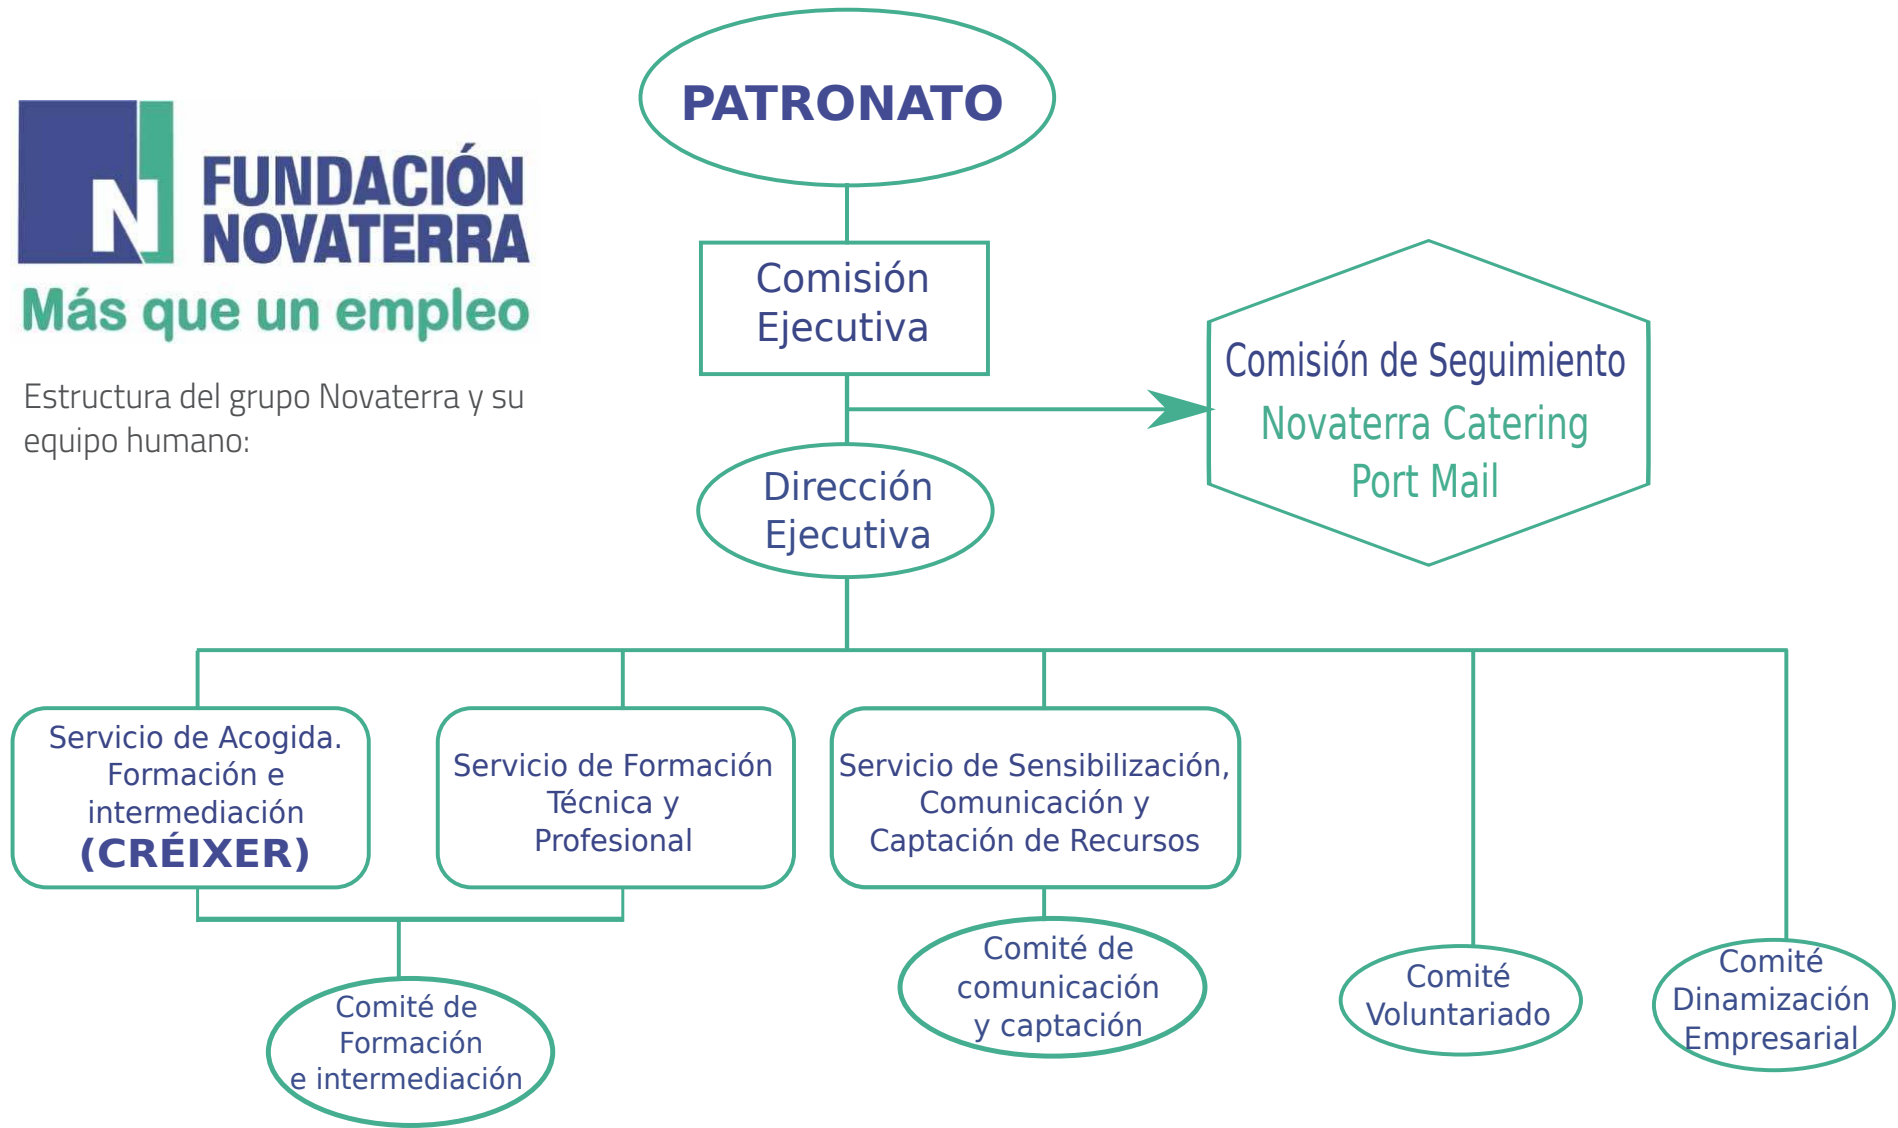 PATRONATO
N
FUNDACIÓN
NOVATERRA
Más que un empleo
Estructura del grupo Novaterra y su
equipo humano:
Comisión
Ejecutiva
Comisión de Seguimiento
Novaterra Catering
Port Mail
Dirección
Ejecutiva
Servicio de Acogida.
Formación e
intermediación
(CRÉIXER)
Servicio de Formación
Técnica y
Profesional
Servicio de Sensibilización,
Comunicación y
Captación de Recursos
Comité de
Formación
e intermediación
Comité de
comunicación
y captación
Comité
Voluntariado
Comité
Dinamización
Empresarial